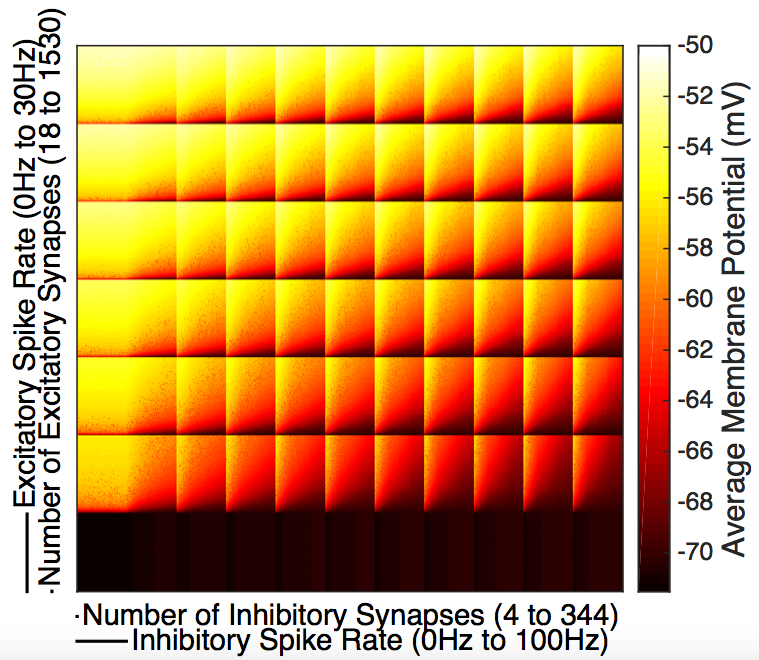 Excitatory Spike Rate (0Hz to 30Hz)
·Number of Excitatory Synapses (18 to 1530)
-50
-52
-54
-56
-58
-60
-62
-64
-66
-68
-70
Average Membrane Potential (mV)
·Number of Inhibitory Synapses (4 to 344)
Inhibitory Spike Rate (0Hz to 100Hz)